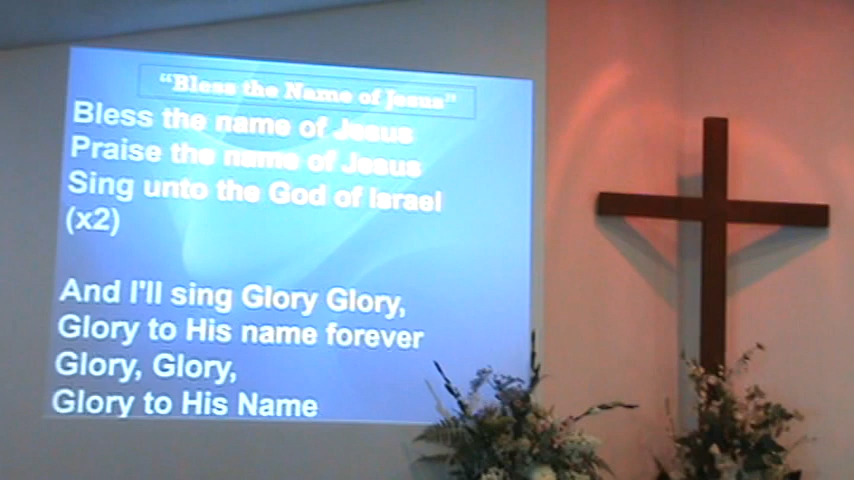 “Bless the Name of Jesus”
Bless the name of Jesus
Praise the name of Jesus
Sing unto the God of Israel
(x2)
And I'll sing Glory Glory,
Glory to His name forever
Glory, Glory,
Glory to His Name